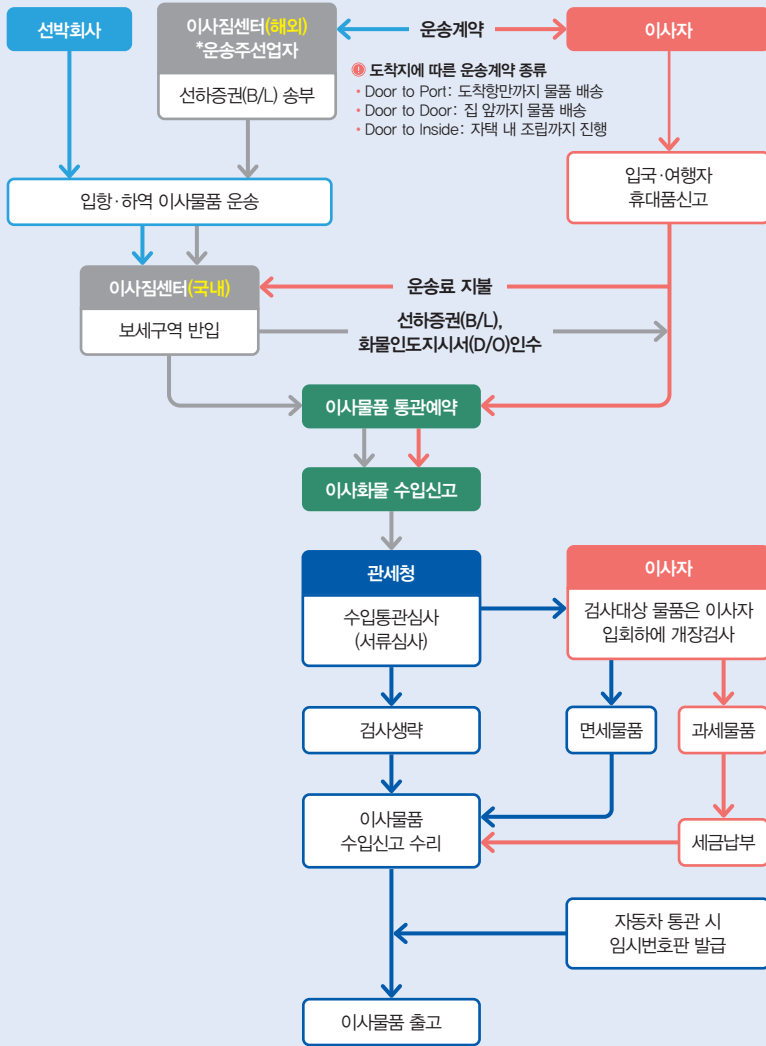 선박회사
이사짐센터(해외)
*운송주선업자
운송계약
이사자
선하증권(B/L) 송부
도착지에 따른 운송계약 종류
• Door to Port: 도착항만까지 물품 배송
• Door to Door: 집 앞까지 물품 배송
• Door to Inside: 자택 내 조립까지 진행
입항·하역 이사물품 운송
입국·여행자
휴대품신고
이사짐센터(국내)
운송료 지불
보세구역 반입
선하증권(B/L),
화물인도지시서(D/O)인수
이사물품 통관예약
이사화물 수입신고
관세청
이사자
수입통관심사
(서류심사)
검사대상 물품은 이사자
입회하에 개장검사
검사생략
면세물품
과세물품
이사물품
수입신고 수리
세금납부
자동차 통관 시
임시번호판 발급
이사물품 출고